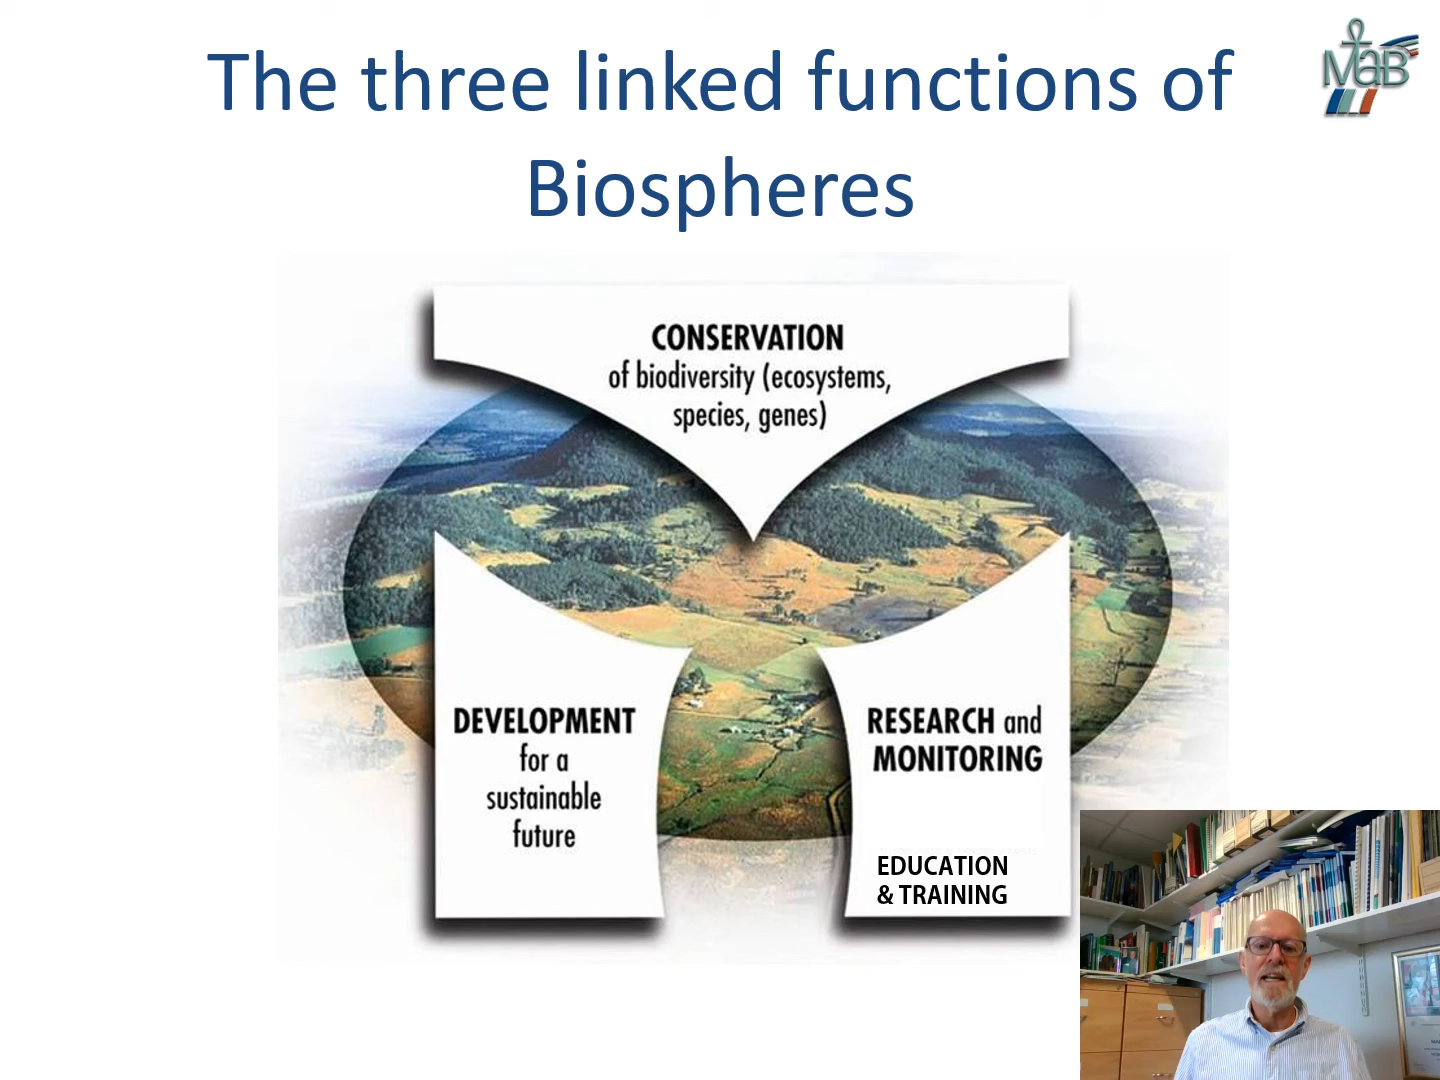 The three linked functions of
Biospheres
MaB
CONSERVATION
of biodiversity (ecosystems,
species, genes)
DEVELOPMENT
for a
sustainable
future
RESEARCH and
MONITORING
EDUCATION
& TRAINING